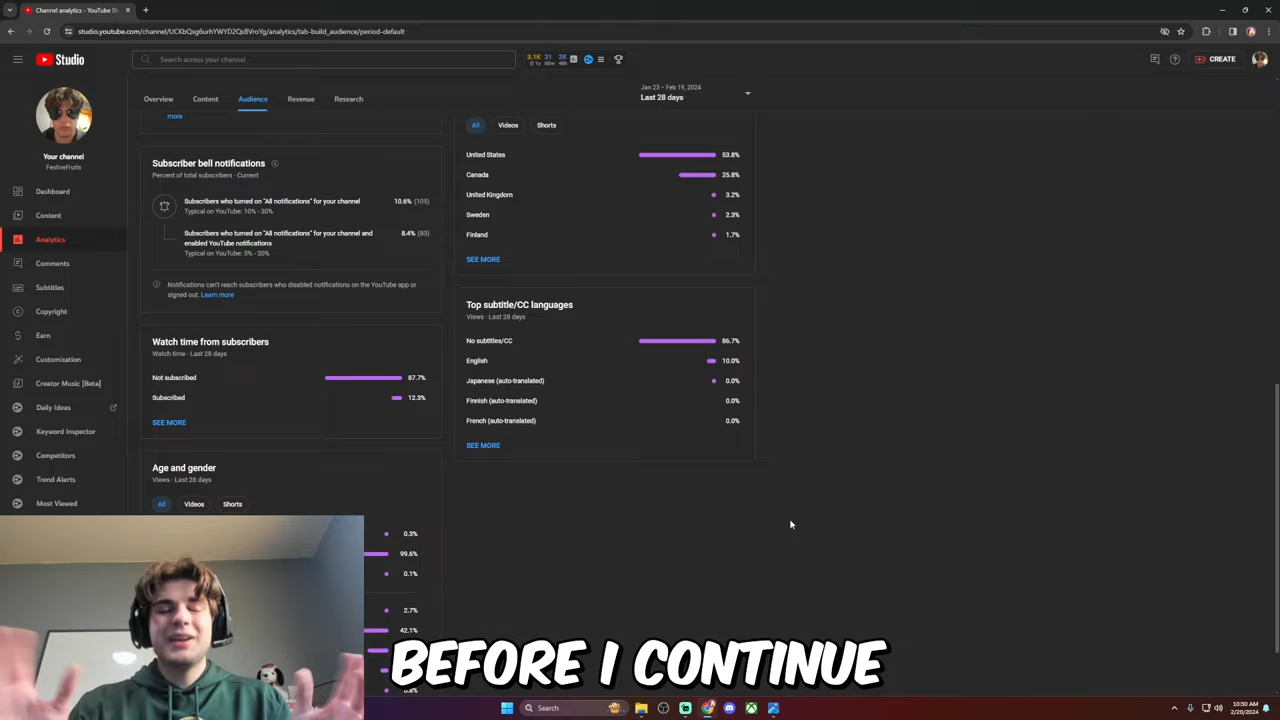 Channel analytics - YouTube St
studio.youtube.com/channel/UCKbQsg6urhYWYD2Qs8VroYg/analytics/tab-build_audience/period-default
Studio
Search across your channel
3.1K 31 2K
1y 60m 48h
CREATE
Your channel
FestiveFruits
Dashboard
Content
Analytics
Comments
Subtitles
Copyright
Earn
Customization
Creator Music [Beta]
Daily Ideas
Keyword Inspector
Competitors
Trend Alerts
Most Viewed
Overview Content Audience Revenue Research
Jan 23 – Feb 19, 2024
Last 28 days
more
Subscriber bell notifications
Percent of total subscribers · Current
Subscribers who turned on "All notifications" for your channel 10.6% (105)
Typical on YouTube: 10% - 30%
Subscribers who turned on "All notifications" for your channel and 8.4% (83)
enabled YouTube notifications
Typical on YouTube: 5% - 20%
Notifications can't reach subscribers who disabled notifications on the YouTube app or
signed out. Learn more
Watch time from subscribers
Watch time · Last 28 days
Not subscribed 87.7%
Subscribed 12.3%
SEE MORE
Age and gender
Views · Last 28 days
All Videos Shorts
0.3%
99.6%
0.1%
2.7%
42.1%
0.8%
All Videos Shorts
United States 53.8%
Canada 25.8%
United Kingdom 3.2%
Sweden 2.3%
Finland 1.7%
SEE MORE
Top subtitle/CC languages
Views · Last 28 days
No subtitles/CC 86.7%
English 10.0%
Japanese (auto-translated) 0.0%
Finnish (auto-translated) 0.0%
French (auto-translated) 0.0%
SEE MORE
BEFORE I CONTINUE
Search
10:30 AM
2/20/2024